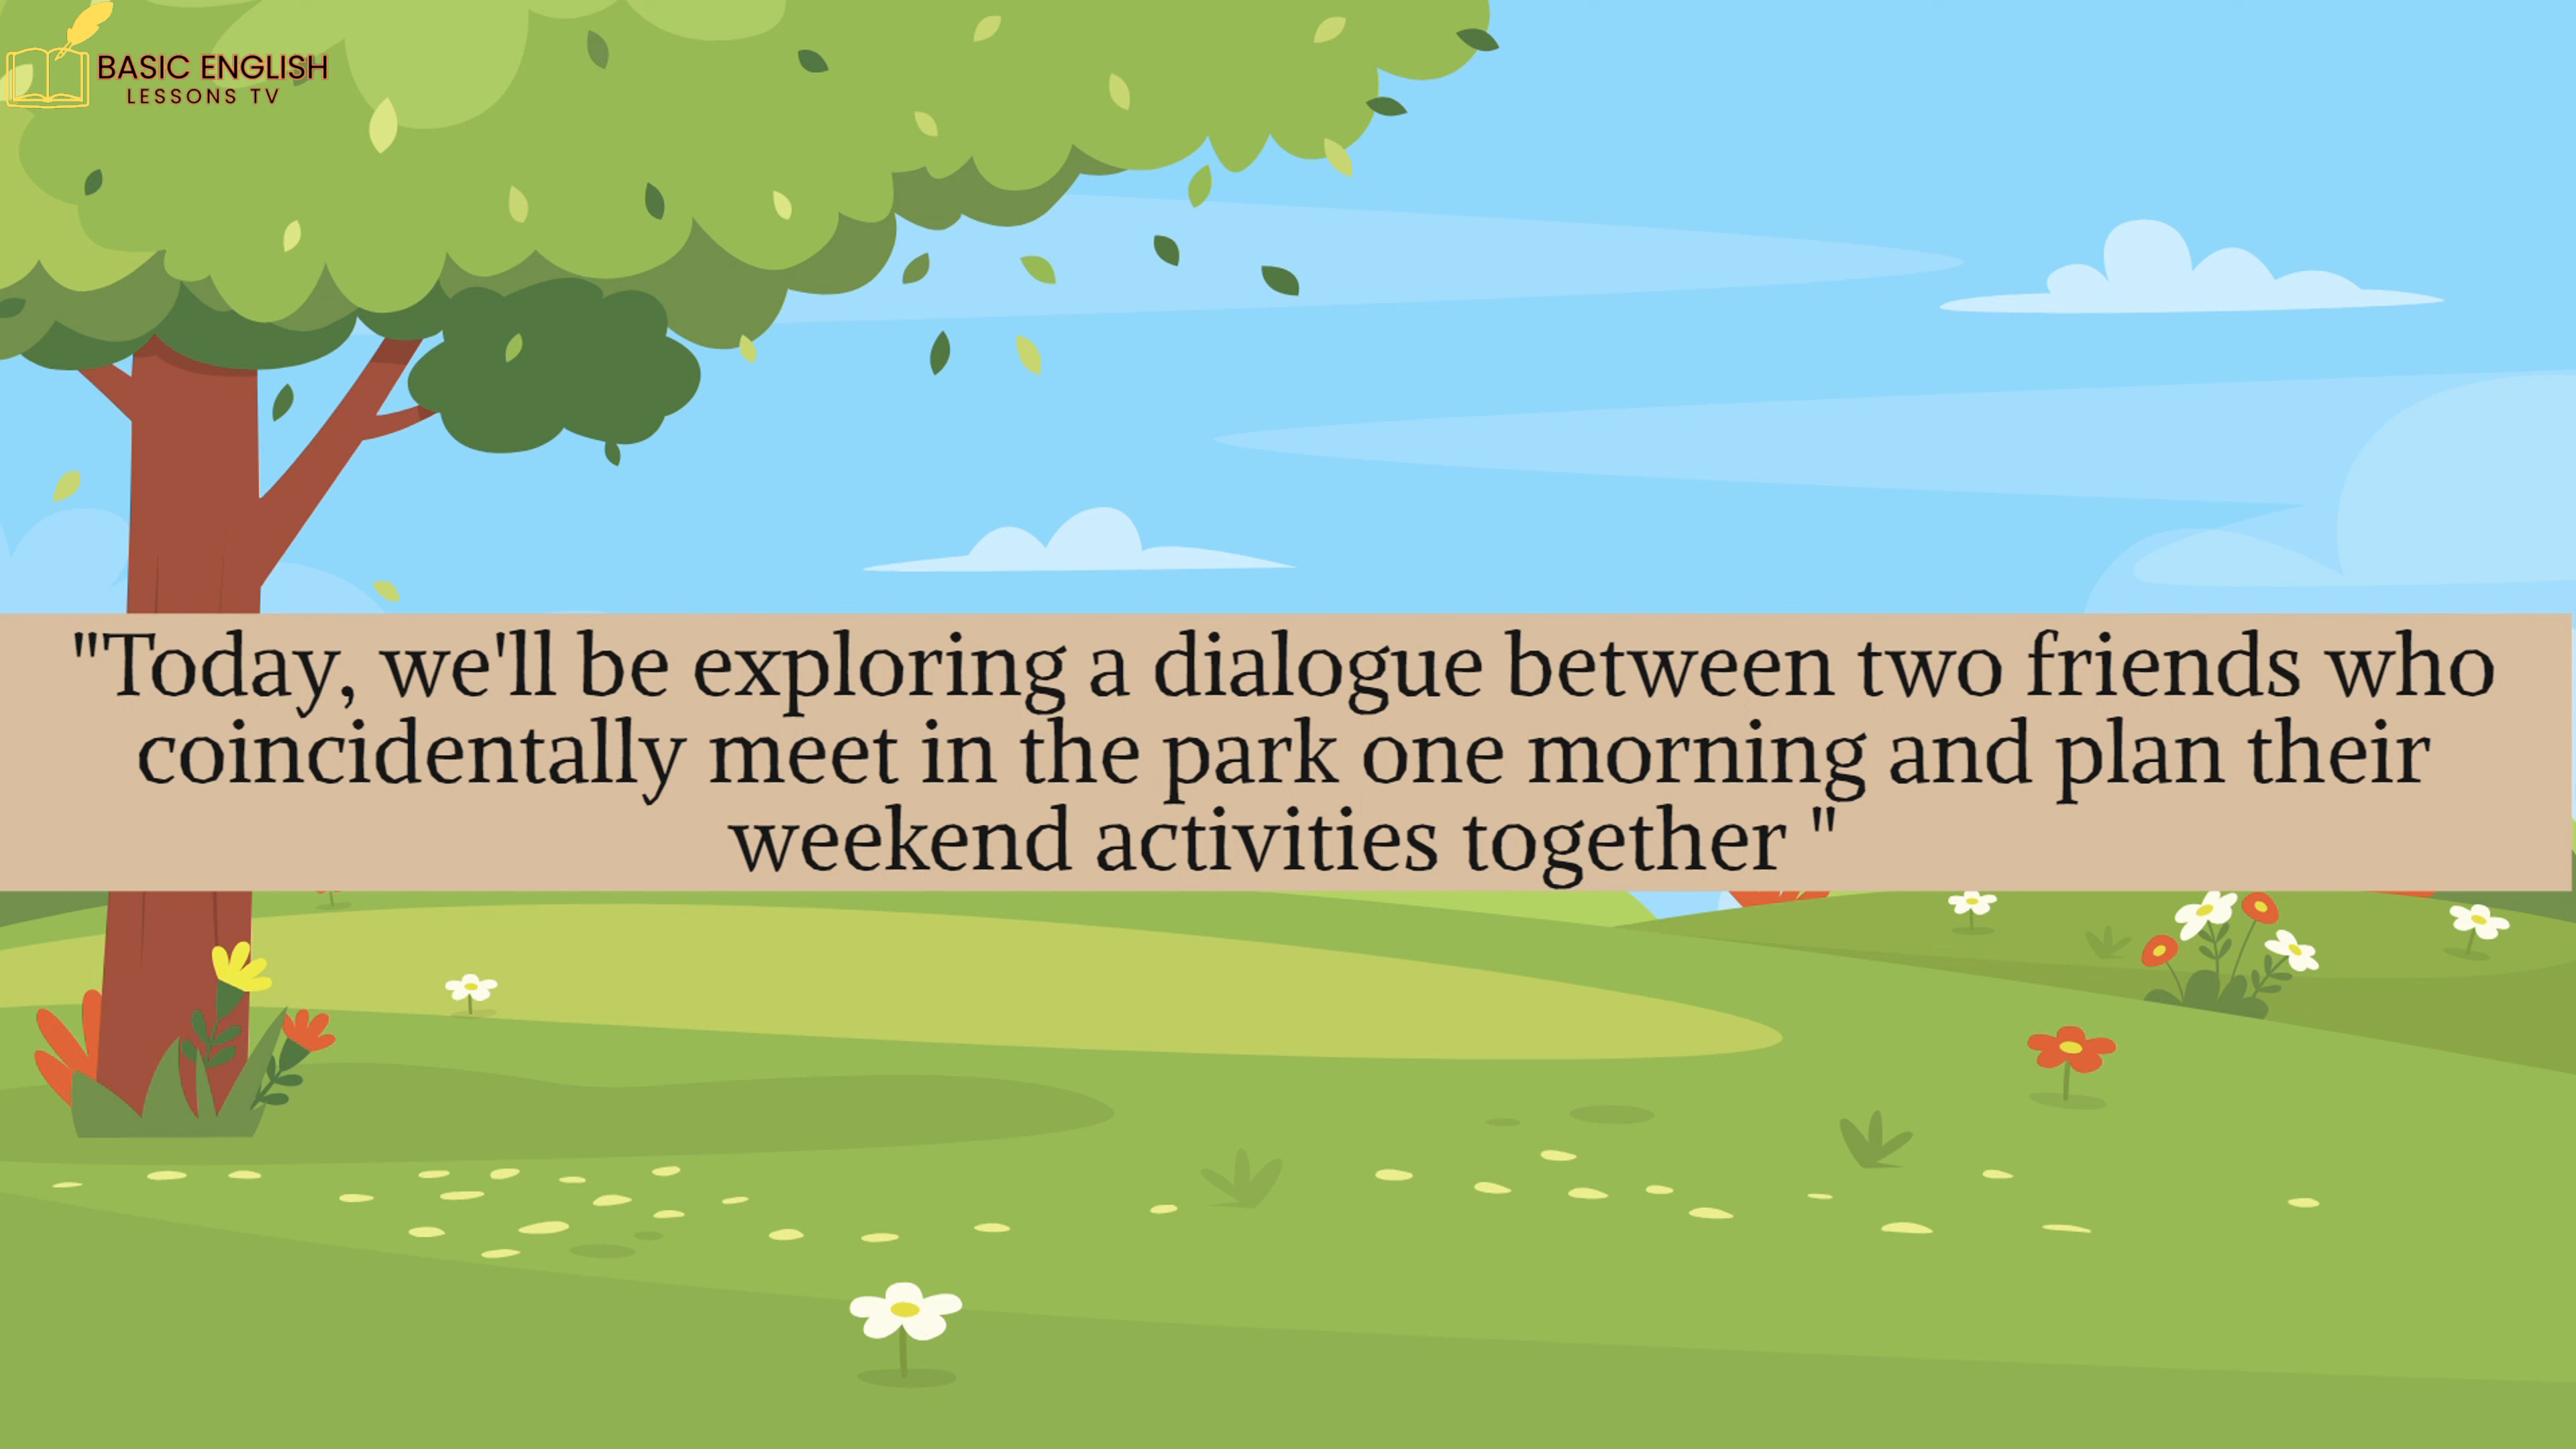 BASIC ENGLISH
LESSONS TV
"Today, we'll be exploring a dialogue between two friends who
coincidentally meet in the park one morning and plan their
weekend activities together "